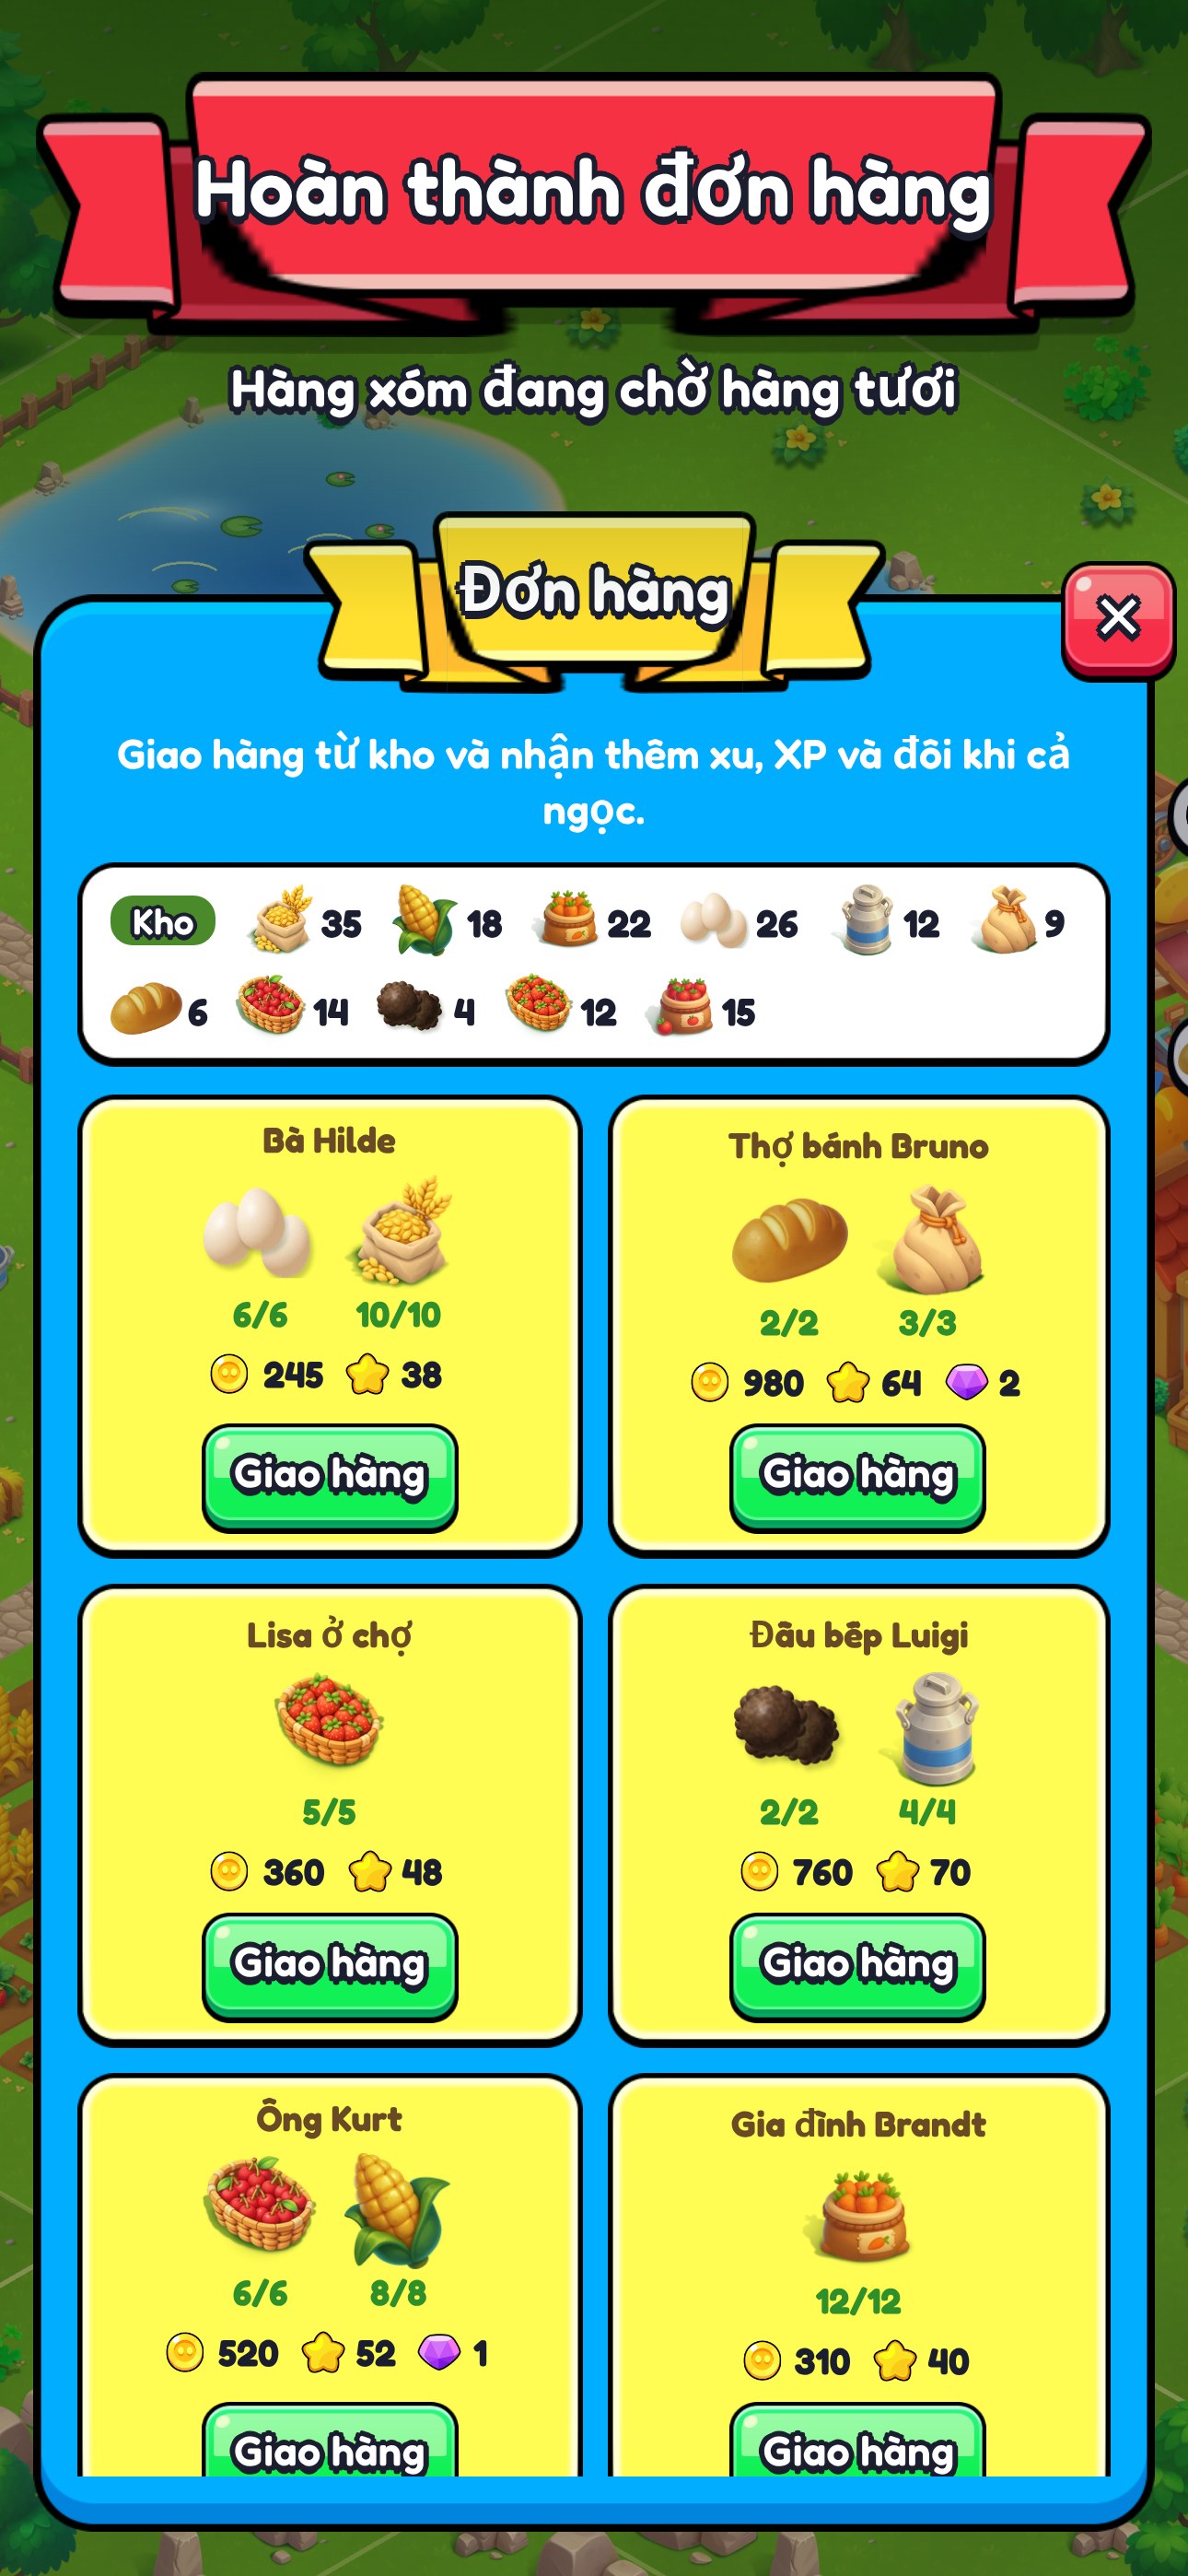 Hoàn thành đơn hàng
Hàng xóm đang chờ hàng tươi
Đơn hàng
Giao hàng từ kho và nhận thêm xu, XP và đôi khi cả
ngọc.
Kho 35 18 22 26 12 9
6 14 4 12 15
Bà Hilde
6/6 10/10
245 38
Giao hàng
Thợ bánh Bruno
2/2 3/3
980 64 2
Giao hàng
Lisa ở chợ
5/5
360 48
Giao hàng
Đầu bếp Luigi
2/2 4/4
760 70
Giao hàng
Ông Kurt
6/6 8/8
520 52 1
Giao hàng
Gia đình Brandt
12/12
310 40
Giao hàng